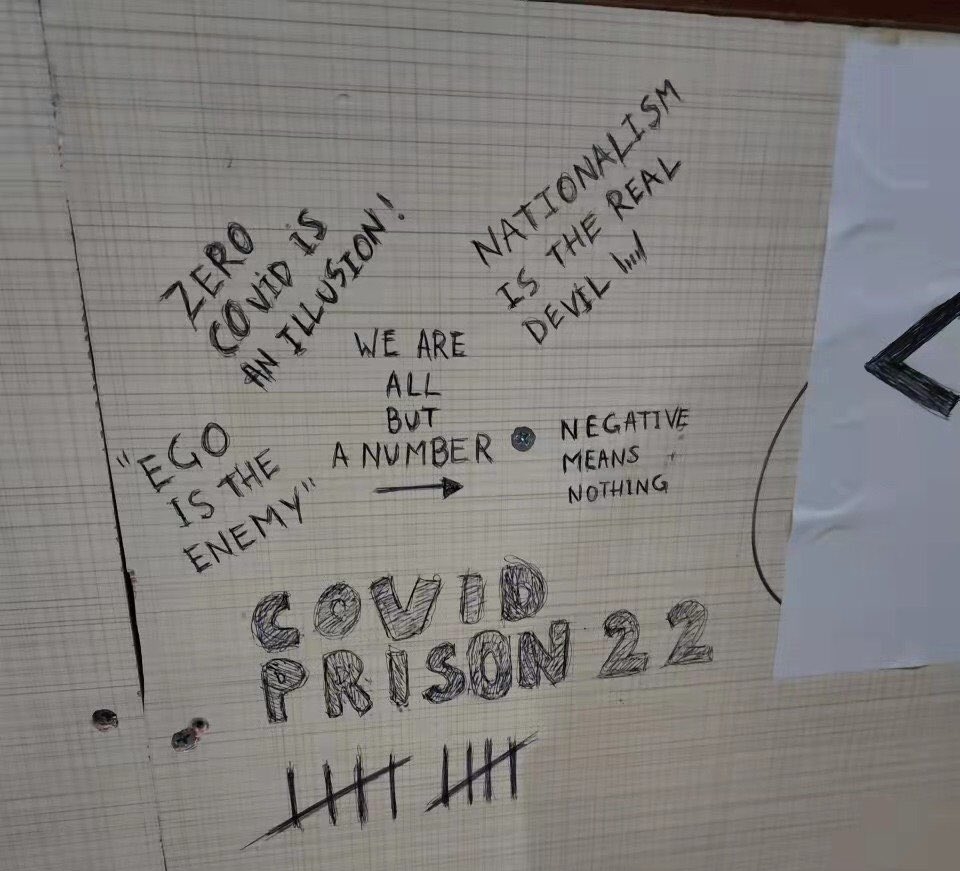 ZERO
COVID IS
AN ILLUSION!
NATIONALISM
IS THE REAL
DEVIL
WE ARE
ALL
BUT
A NUMBER
"EGO
IS THE
ENEMY"
NEGATIVE
MEANS
NOTHING
COVID
PRISON 22